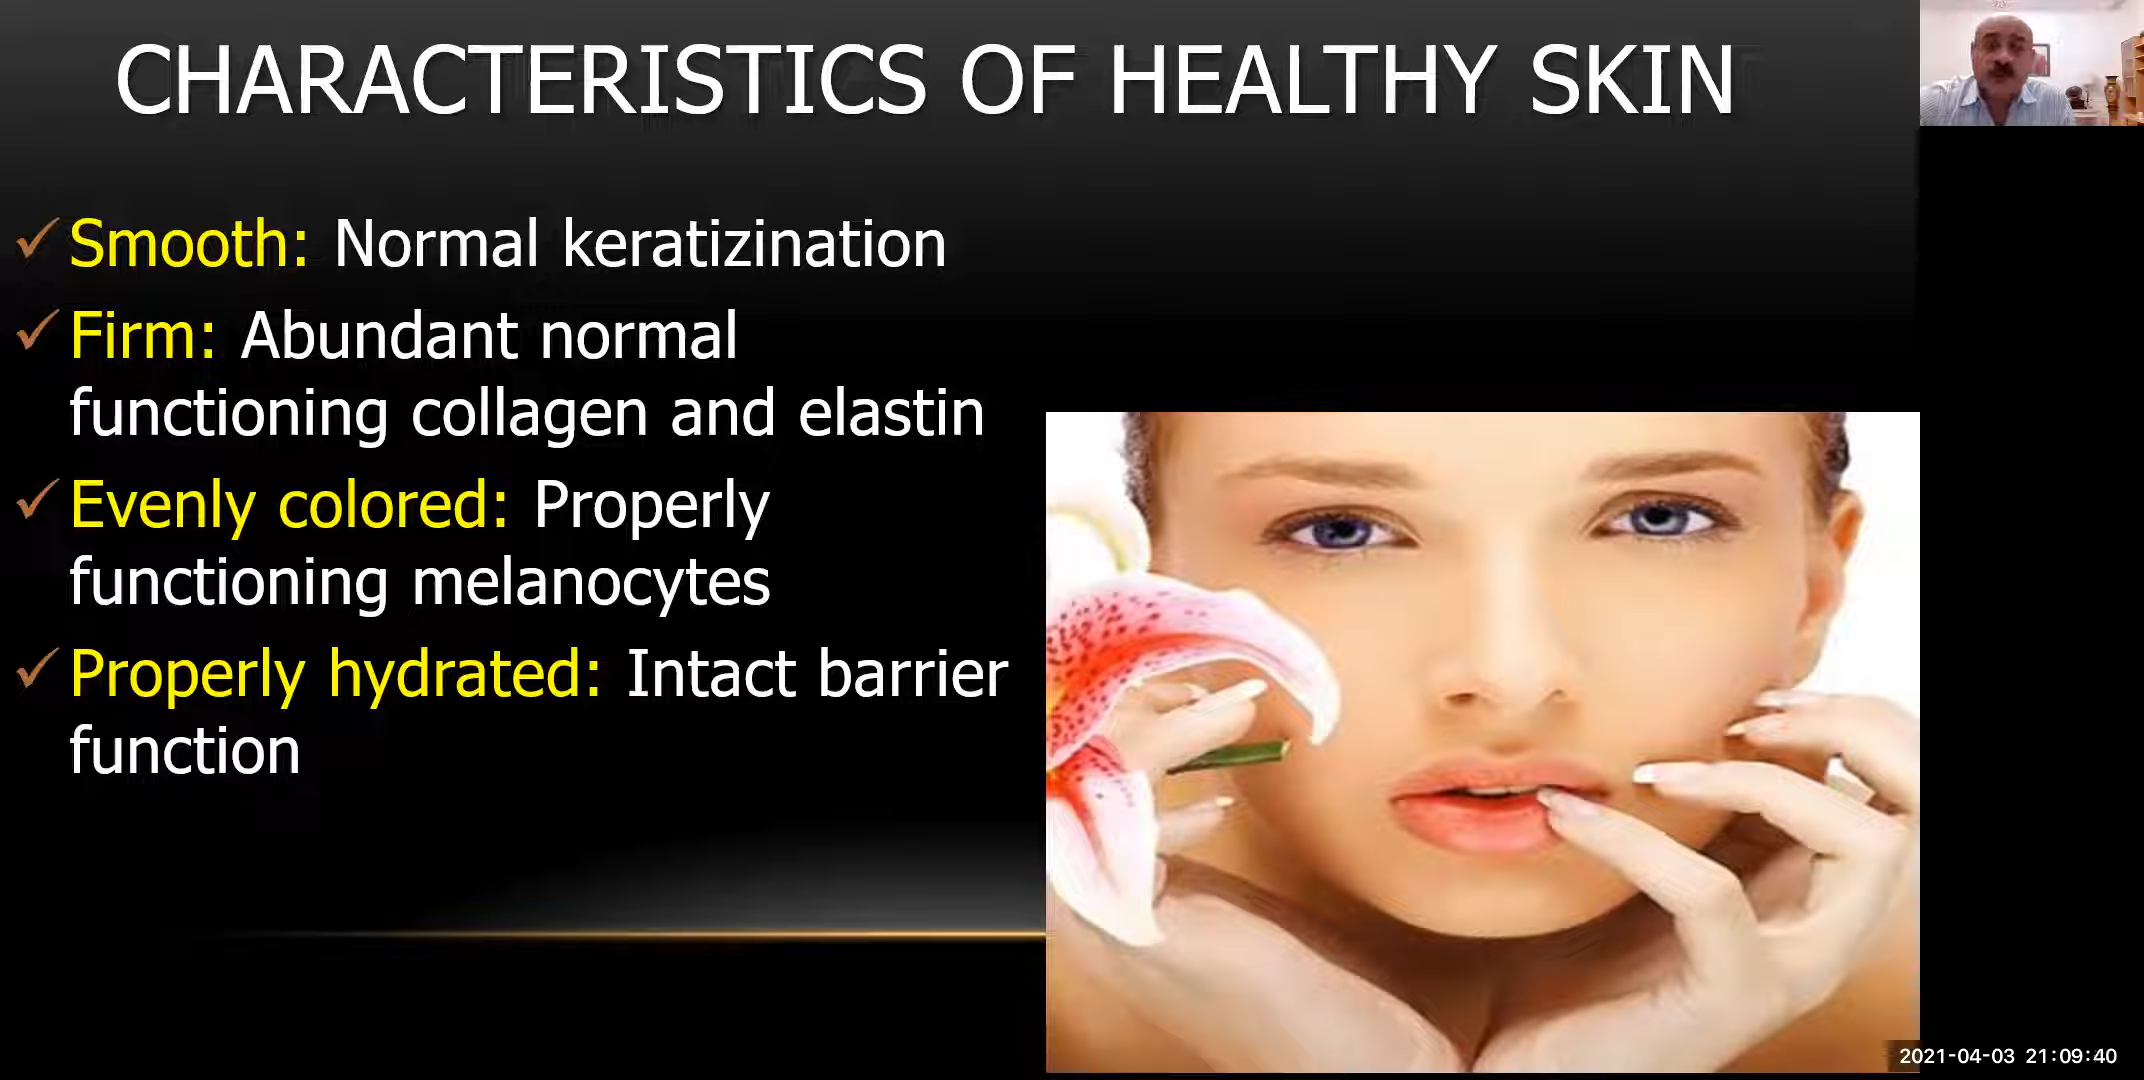 CHARACTERISTICS OF HEALTHY SKIN
✓ Smooth: Normal keratizination
✓ Firm: Abundant normal
functioning collagen and elastin
✓ Evenly colored: Properly
functioning melanocytes
✓ Properly hydrated: Intact barrier
function
2021-04-03 21:09:40